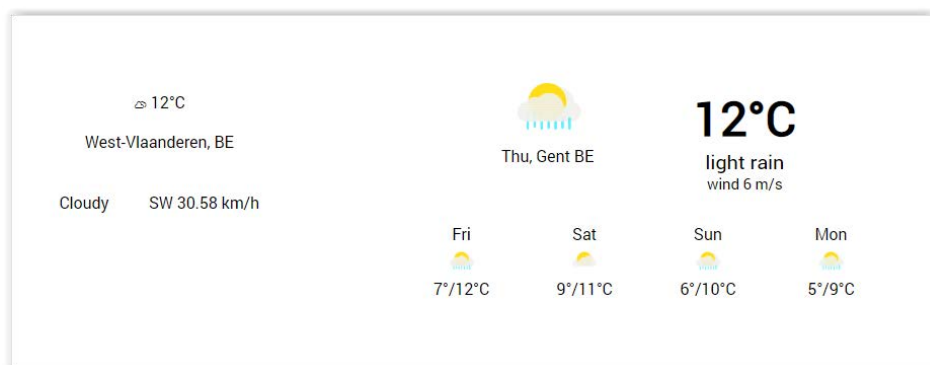 12°C
West-Vlaanderen, BE
Cloudy SW 30.58 km/h
Thu, Gent BE
12°C
light rain
wind 6 m/s
Fri Sat Sun Mon
7°/12°C 9°/11°C 6°/10°C 5°/9°C